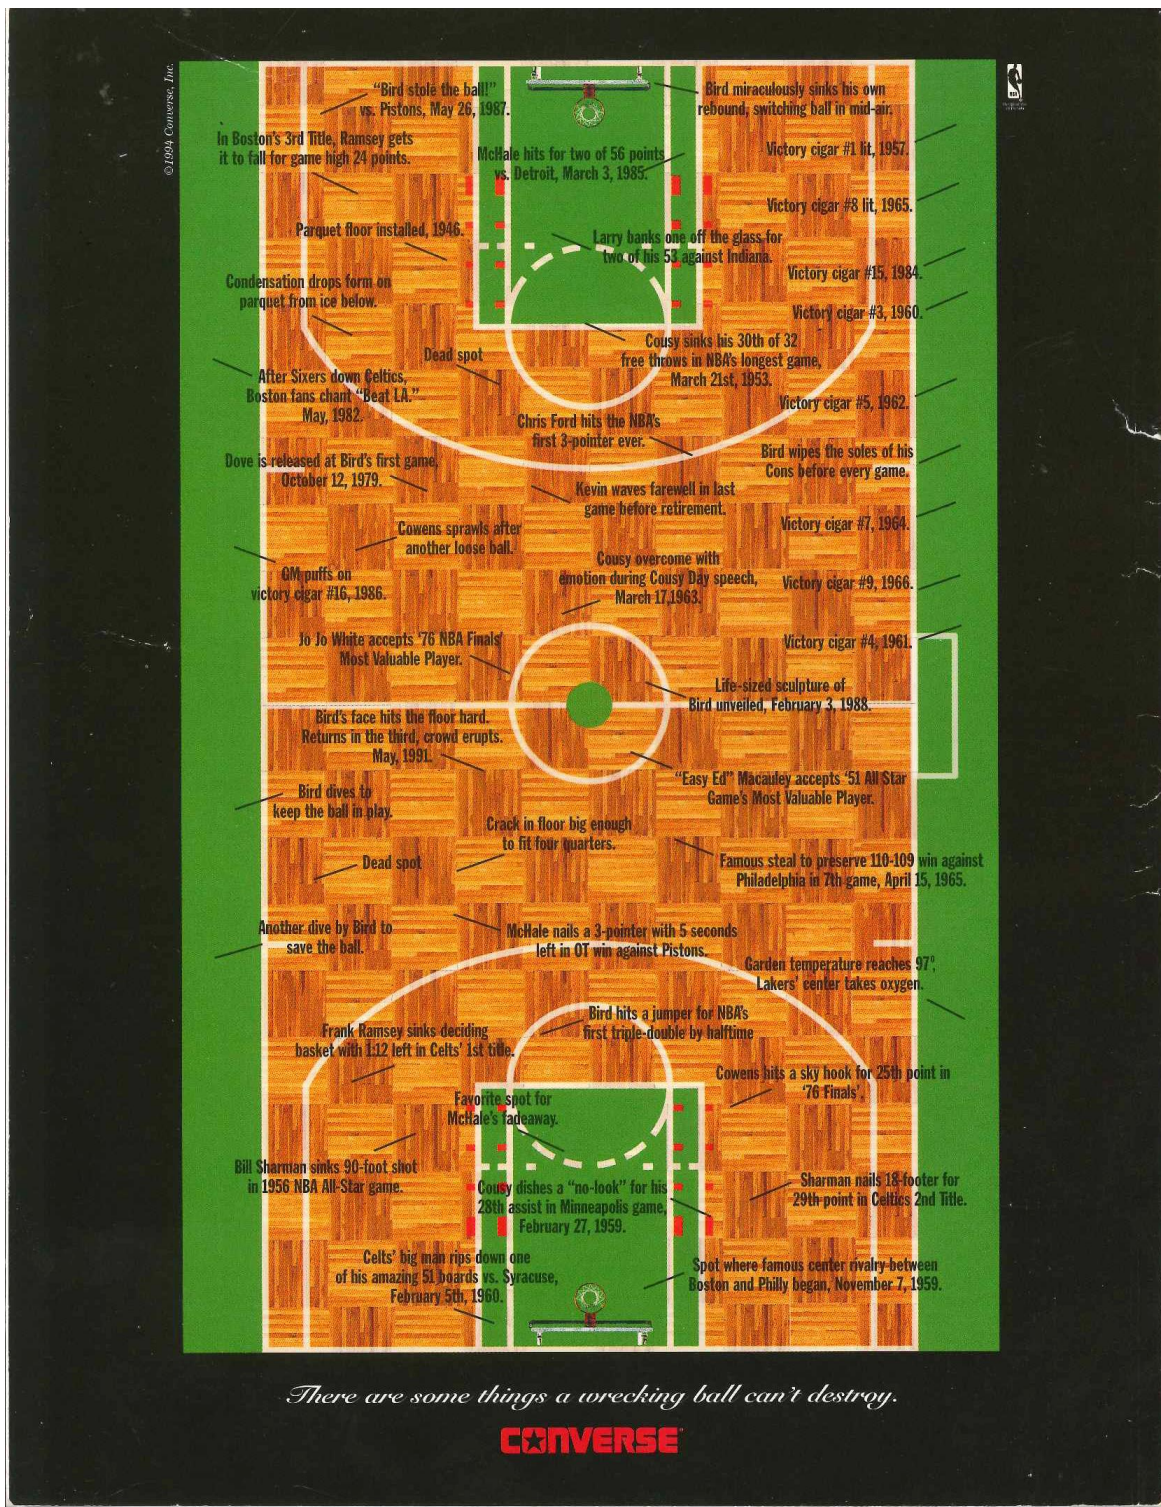 ©1994 Converse, Inc.
“Bird stole the ball!”
vs. Pistons, May 26, 1987.
Bird miraculously sinks his own
rebound, switching ball in mid-air.
In Boston's 3rd Title, Ramsey gets
it to fall for game high 24 points.
McHale hits for two of 56 points
vs. Detroit, March 3, 1985.
Victory cigar #1 lit, 1957.
Victory cigar #8 lit, 1965.
Parquet floor installed, 1946.
Larry banks one off the glass for
two of his 53 against Indiana.
Victory cigar #15, 1984.
Condensation drops form on
parquet from ice below.
Victory cigar #3, 1960.
Cousy sinks his 30th of 32
free throws in NBA's longest game,
March 21st, 1953.
Dead spot
After Sixers down Celtics,
Boston fans chant “Beat LA.”
May, 1982.
Victory cigar #5, 1962.
Chris Ford hits the NBA's
first 3-pointer ever.
Bird wipes the soles of his
Cons before every game.
Dove is released at Bird's first game,
October 12, 1979.
Kevin waves farewell in last
game before retirement.
Victory cigar #7, 1964.
Cowens sprawls after
another loose ball.
Cousy overcome with
emotion during Cousy Day speech,
March 17,1963.
GM puffs on
victory cigar #16, 1986.
Victory cigar #9, 1966.
Jo Jo White accepts '76 NBA Finals'
Most Valuable Player.
Victory cigar #4, 1961.
Life-sized sculpture of
Bird unveiled, February 3, 1988.
Bird's face hits the floor hard.
Returns in the third, crowd erupts.
May, 1991.
“Easy Ed” Macauley accepts '51 All Star
Game's Most Valuable Player.
Bird dives to
keep the ball in play.
Crack in floor big enough
to fit four quarters.
Dead spot
Famous steal to preserve 110-109 win against
Philadelphia in 7th game, April 15, 1965.
Another dive by Bird to
save the ball.
McHale nails a 3-pointer with 5 seconds
left in OT win against Pistons.
Garden temperature reaches 97°,
Lakers' center takes oxygen.
Bird hits a jumper for NBA's
first triple-double by halftime
Frank Ramsey sinks deciding
basket with 1:12 left in Celts' 1st title.
Cowens hits a sky hook for 25th point in
'76 Finals'.
Favorite spot for
McHale's fadeaway.
Bill Sharman sinks 90-foot shot
in 1956 NBA All-Star game.
Cousy dishes a “no-look” for his
28th assist in Minneapolis game,
February 27, 1959.
Sharman nails 18-footer for
29th point in Celtics 2nd Title.
Celts' big man rips down one
of his amazing 51 boards vs. Syracuse,
February 5th, 1960.
Spot where famous center rivalry between
Boston and Philly began, November 7, 1959.
There are some things a wrecking ball can't destroy.
CONVERSE